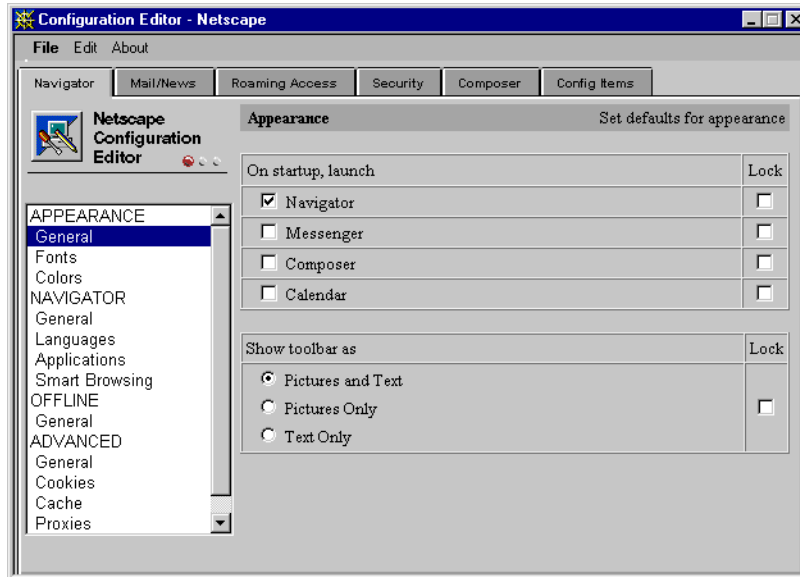 Configuration Editor - Netscape
File Edit About
Navigator Mail/News Roaming Access Security Composer Config Items
Netscape
Configuration
Editor
APPEARANCE
General
Fonts
Colors
NAVIGATOR
General
Languages
Applications
Smart Browsing
OFFLINE
General
ADVANCED
General
Cookies
Cache
Proxies
Appearance Set defaults for appearance
On startup, launch Lock
Navigator
Messenger
Composer
Calendar
Show toolbar as Lock
Pictures and Text
Pictures Only
Text Only